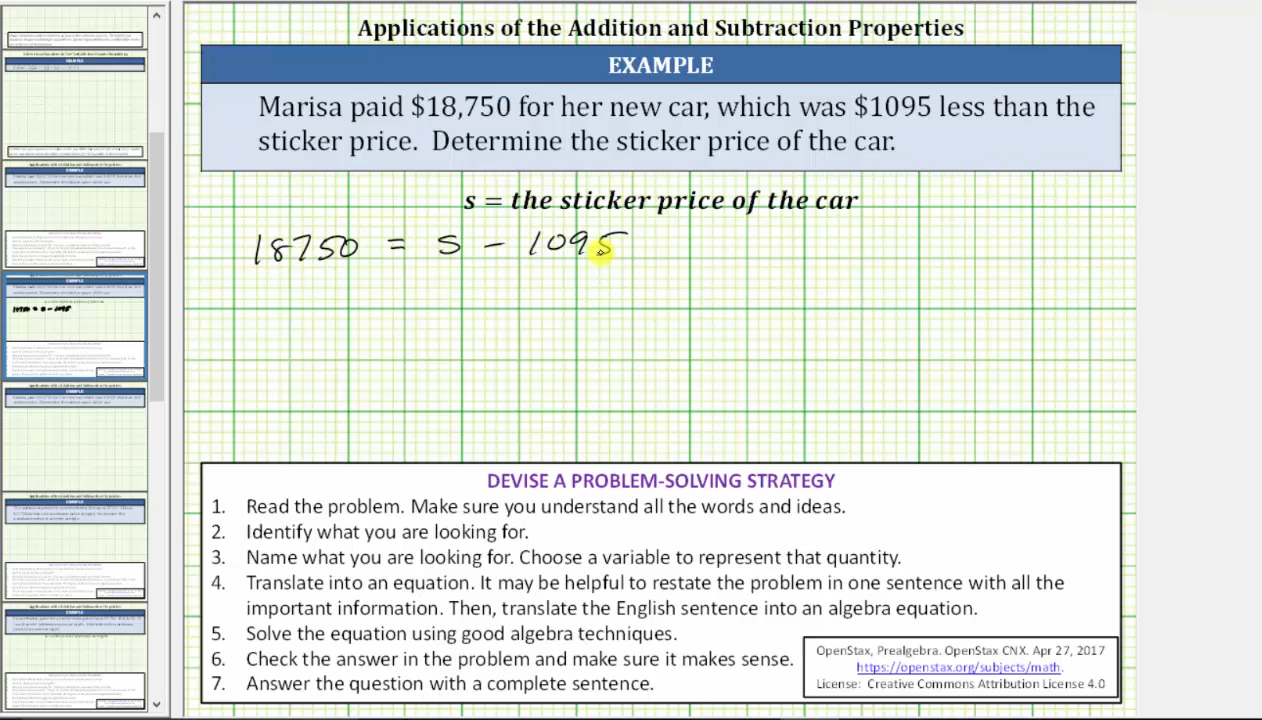 Applications of the Addition and Subtraction Properties
EXAMPLE
Marisa paid $18,750 for her new car, which was $1095 less than the
sticker price. Determine the sticker price of the car.
s = the sticker price of the car
18750 = S - 1095
DEVISE A PROBLEM-SOLVING STRATEGY
1. Read the problem. Make sure you understand all the words and ideas.
2. Identify what you are looking for.
3. Name what you are looking for. Choose a variable to represent that quantity.
4. Translate into an equation. It may be helpful to restate the problem in one sentence with all the
important information. Then, translate the English sentence into an algebra equation.
5. Solve the equation using good algebra techniques.
6. Check the answer in the problem and make sure it makes sense.
7. Answer the question with a complete sentence.
OpenStax, Prealgebra. OpenStax CNX. Apr 27, 2017
https://openstax.org/subjects/math.
License: Creative Commons Attribution License 4.0